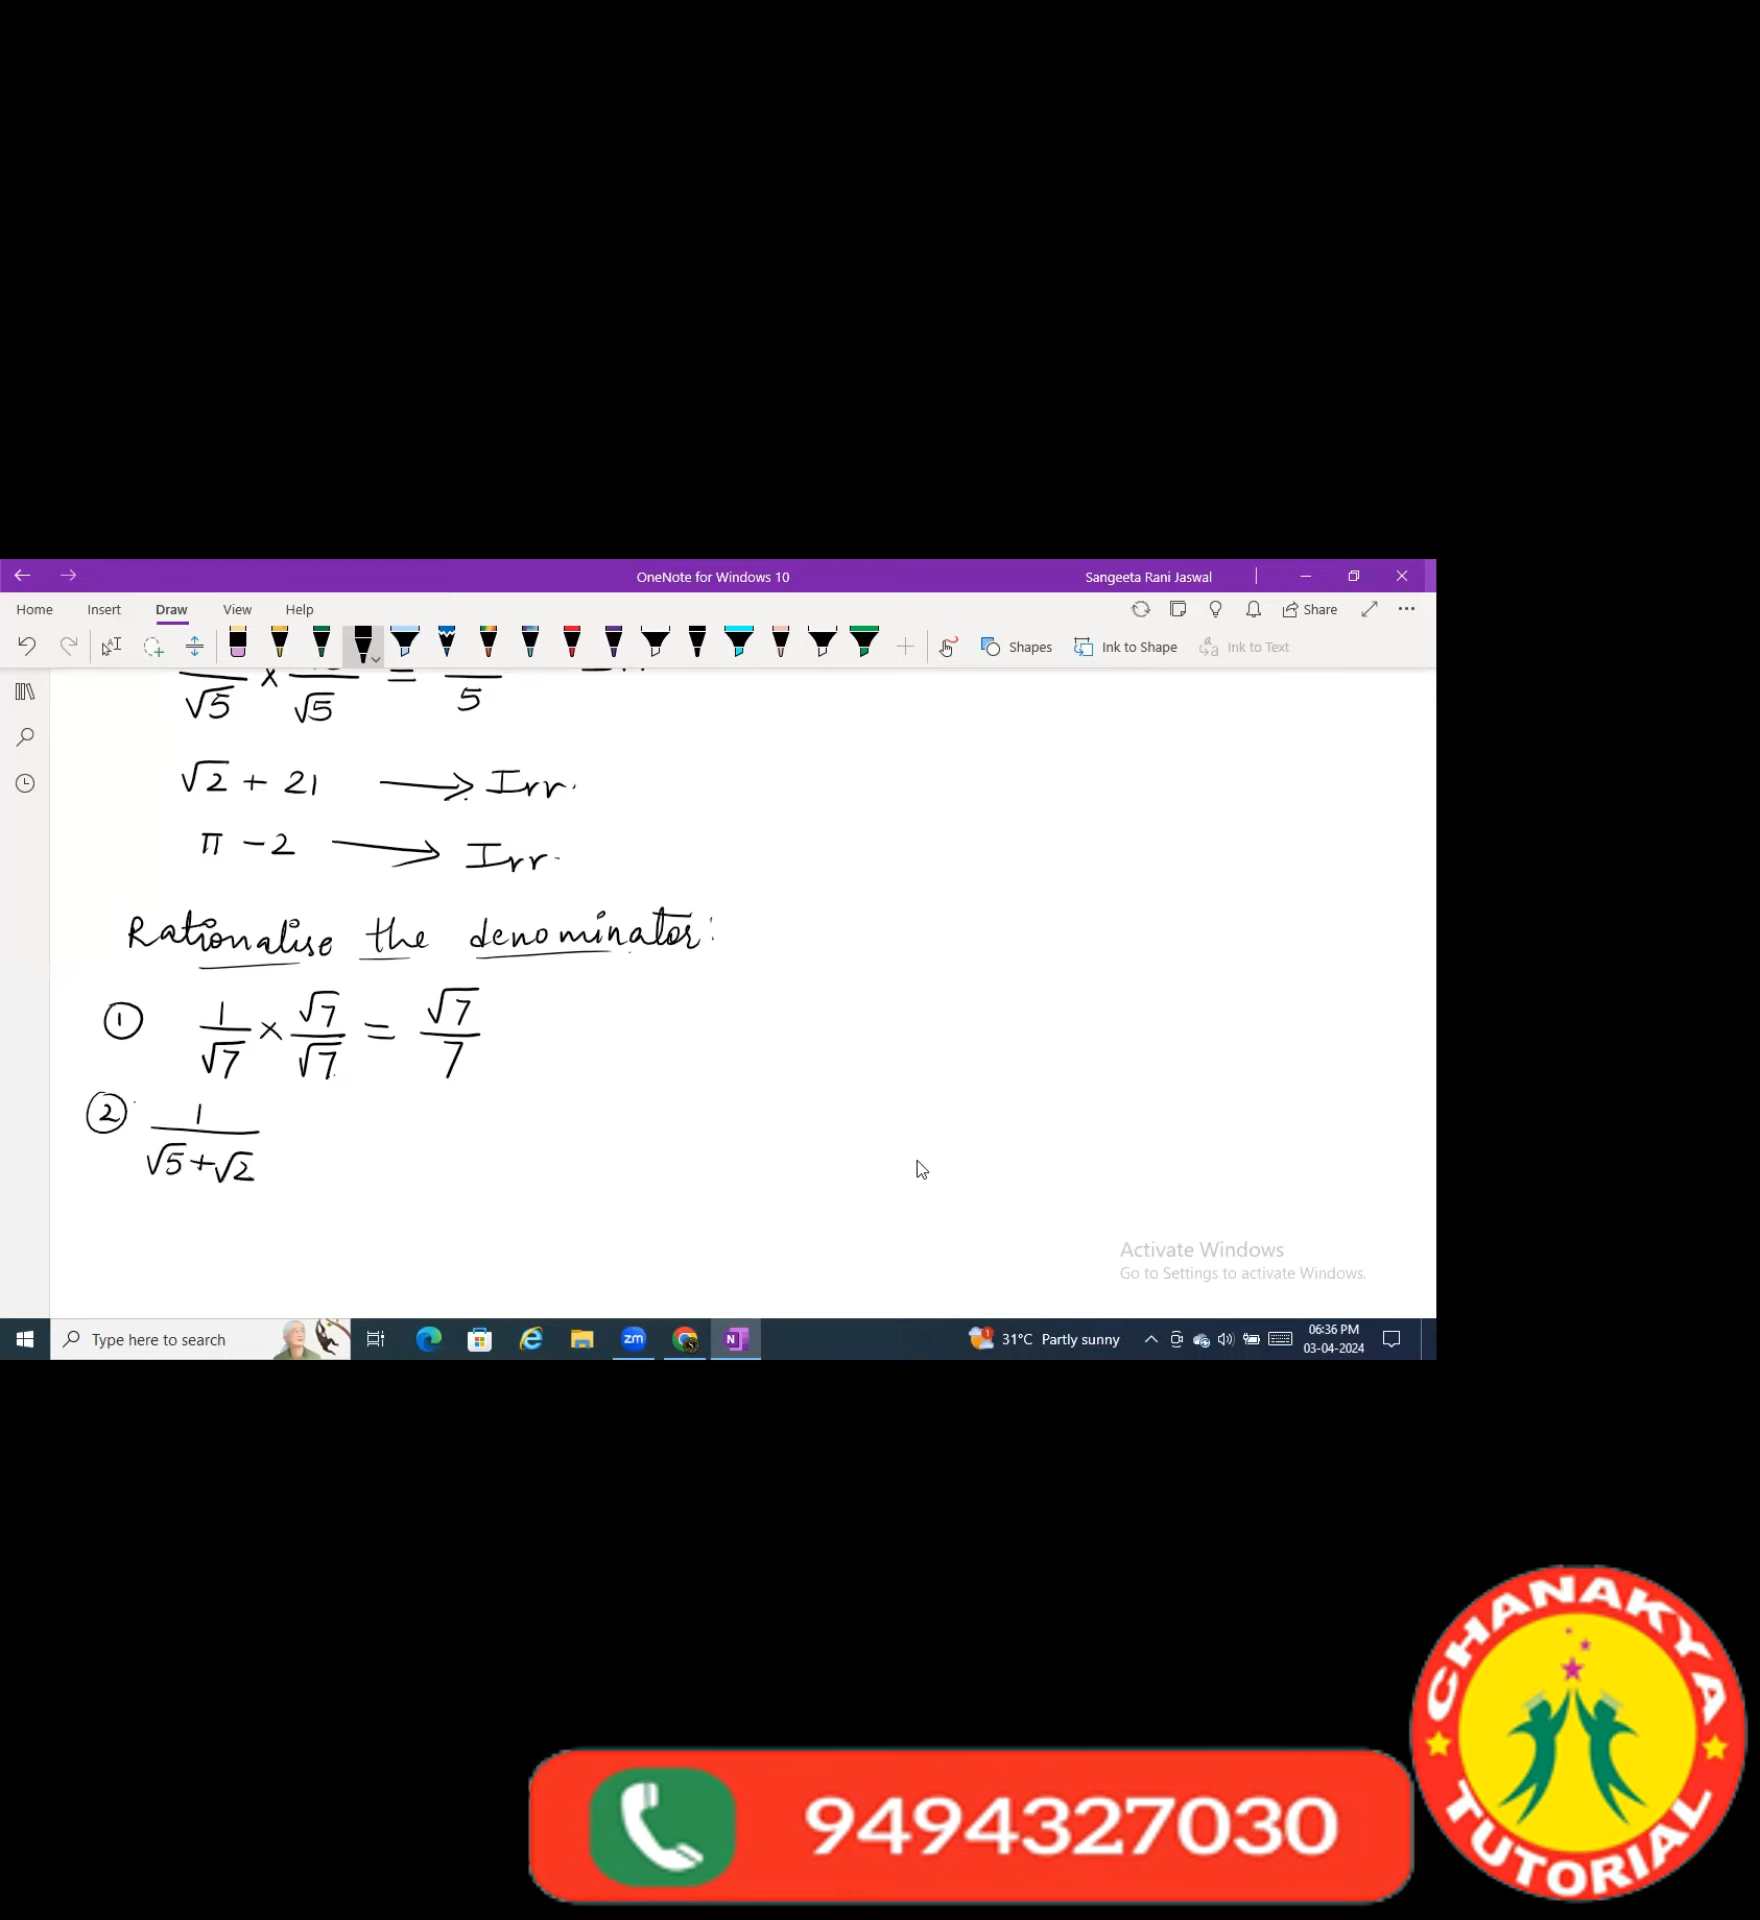 OneNote for Windows 10
Sangeeta Rani Jaswal
Home Insert Draw View Help
Share
Shapes
Ink to Shape
Ink to Text
√5 × √5 = 5
√2 + 21 → Irr.
π - 2 → Irr.
Rationalise the denominator:
① 1/√7 × √7/√7 = √7/7
② 1/(√5+√2)
Activate Windows
Go to Settings to activate Windows.
Type here to search
zm
N
31°C Partly sunny
06:36 PM
03-04-2024
CHANAKYA
TUTORIAL
9494327030